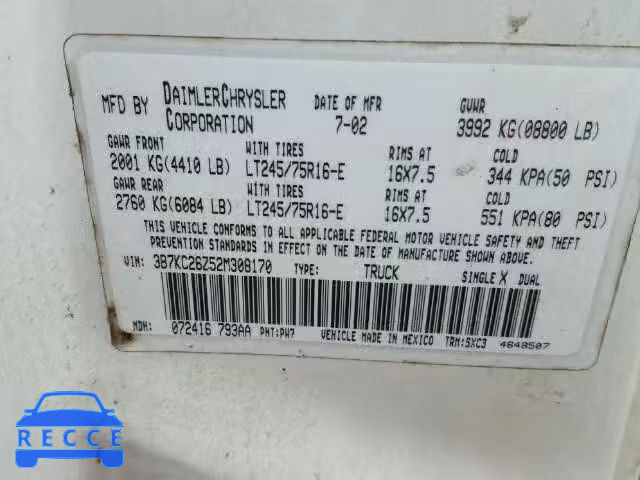 MFD BY DAIMLERCHRYSLER CORPORATION DATE OF MFR 7-02 GVWR 3992 KG(08800 LB)
GAWR FRONT WITH TIRES RIMS AT COLD
2001 KG(4410 LB) LT245/75R16-E 16X7.5 344 KPA(50 PSI)
GAWR REAR WITH TIRES RIMS AT COLD
2760 KG(6084 LB) LT245/75R16-E 16X7.5 551 KPA(80 PSI)
THIS VEHICLE CONFORMS TO ALL APPLICABLE FEDERAL MOTOR VEHICLE SAFETY AND THEFT
PREVENTION STANDARDS IN EFFECT ON THE DATE OF MANUFACTURE SHOWN ABOVE.
VIN: 3B7KC26Z52M308170 TYPE: TRUCK SINGLE X DUAL
MDH: 072416 793AA PNT:PW7 VEHICLE MADE IN MEXICO TRM:SXC3 4648507
RECCE